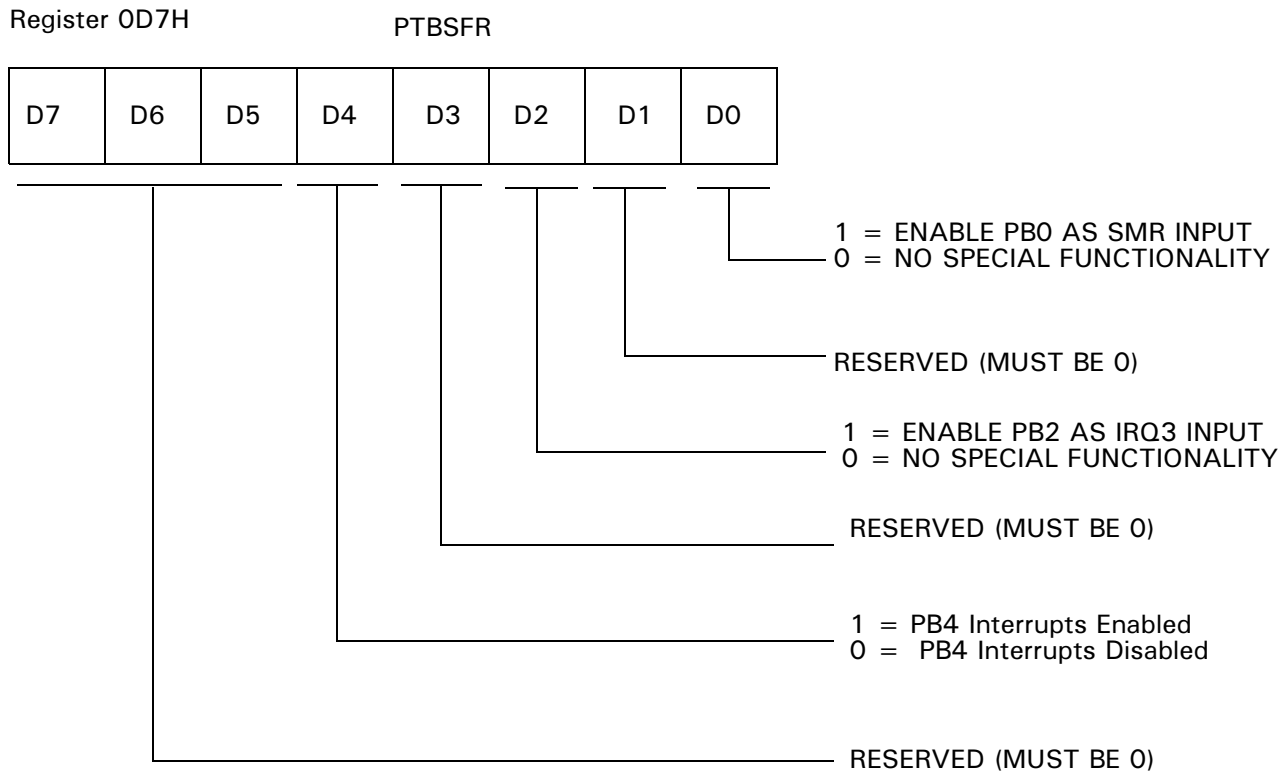 Register 0D7H
PTBSFR
D7 D6 D5 D4 D3 D2 D1 D0
1 = ENABLE PB0 AS SMR INPUT
0 = NO SPECIAL FUNCTIONALITY
RESERVED (MUST BE 0)
1 = ENABLE PB2 AS IRQ3 INPUT
0 = NO SPECIAL FUNCTIONALITY
RESERVED (MUST BE 0)
1 = PB4 Interrupts Enabled
0 = PB4 Interrupts Disabled
RESERVED (MUST BE 0)